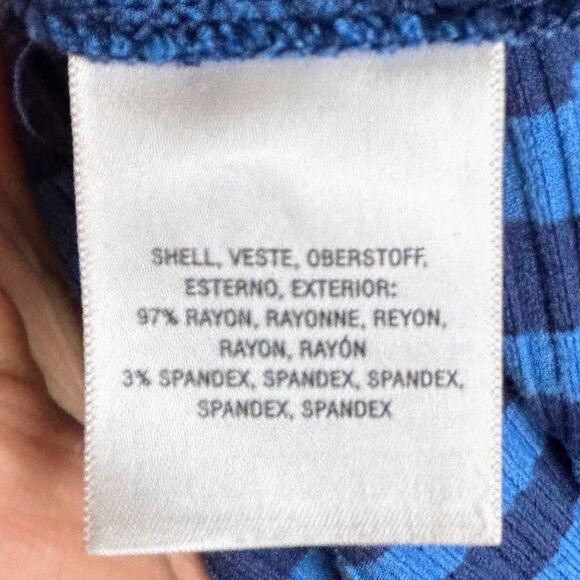 SHELL, VESTE, OBERSTOFF,
ESTERNO, EXTERIOR:
97% RAYON, RAYONNE, REYON,
RAYON, RAYÓN
3% SPANDEX, SPANDEX, SPANDEX,
SPANDEX, SPANDEX